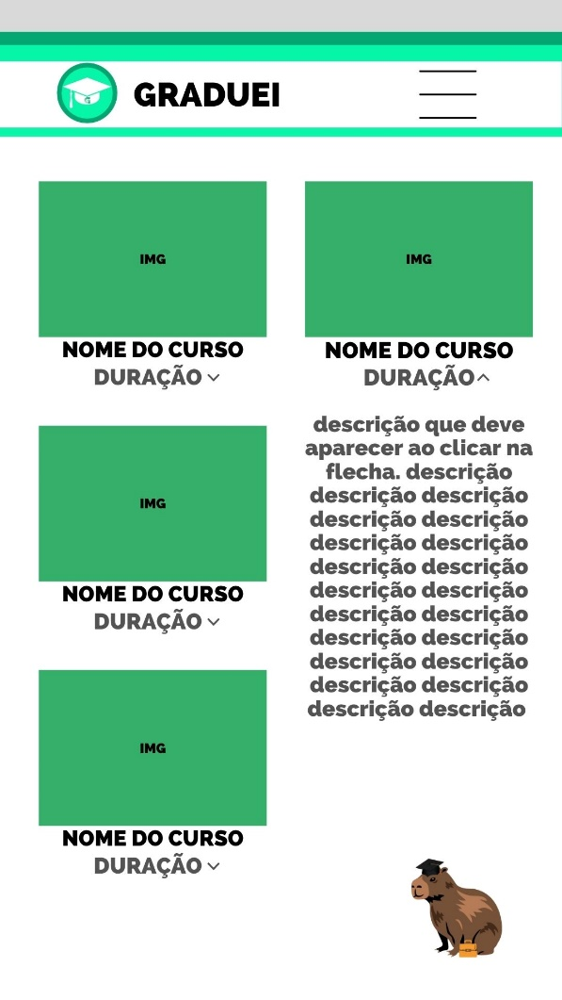 GRADUEI
IMG
NOME DO CURSO
DURAÇÃO
IMG
NOME DO CURSO
DURAÇÃO
IMG
NOME DO CURSO
DURAÇÃO
IMG
NOME DO CURSO
DURAÇÃO
descrição que deve
aparecer ao clicar na
flecha. descrição
descrição descrição
descrição descrição
descrição descrição
descrição descrição
descrição descrição
descrição descrição
descrição descrição
descrição descrição
descrição descrição
descrição descrição